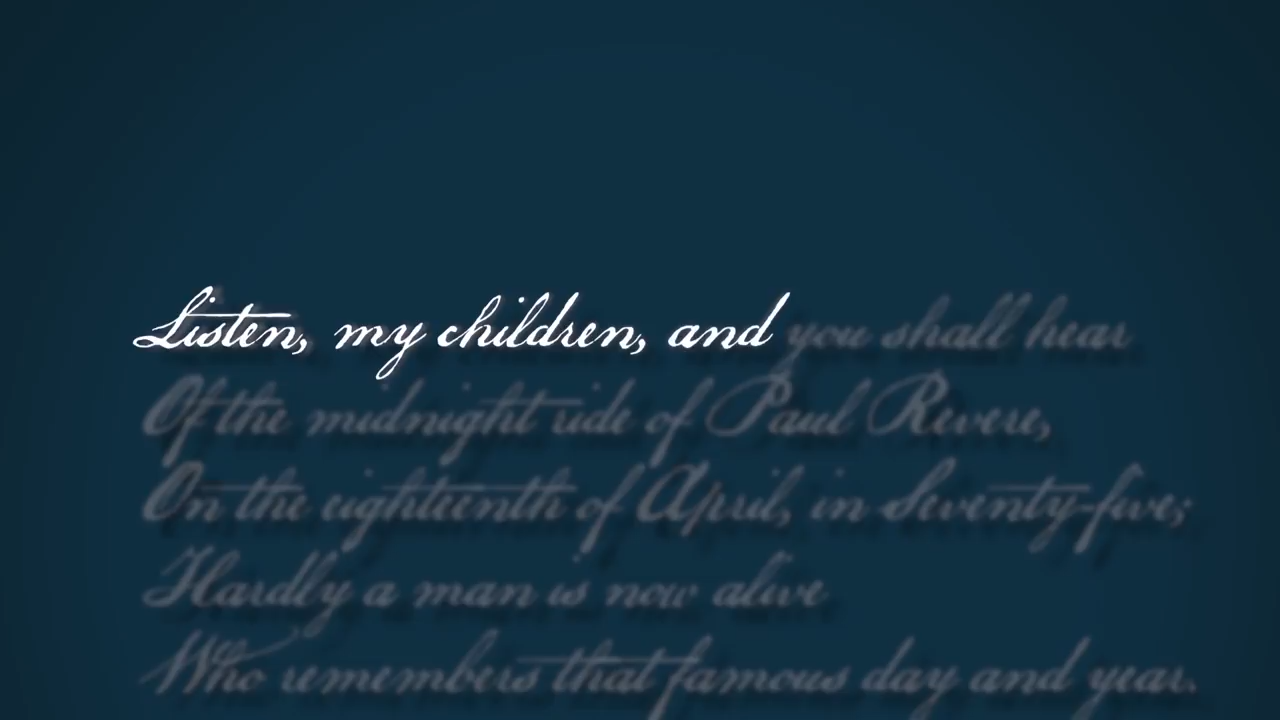 Listen, my children, and you shall hear
Of the midnight ride of Paul Revere,
On the eighteenth of April, in Seventy-five;
Hardly a man is now alive
Who remembers that famous day and year.